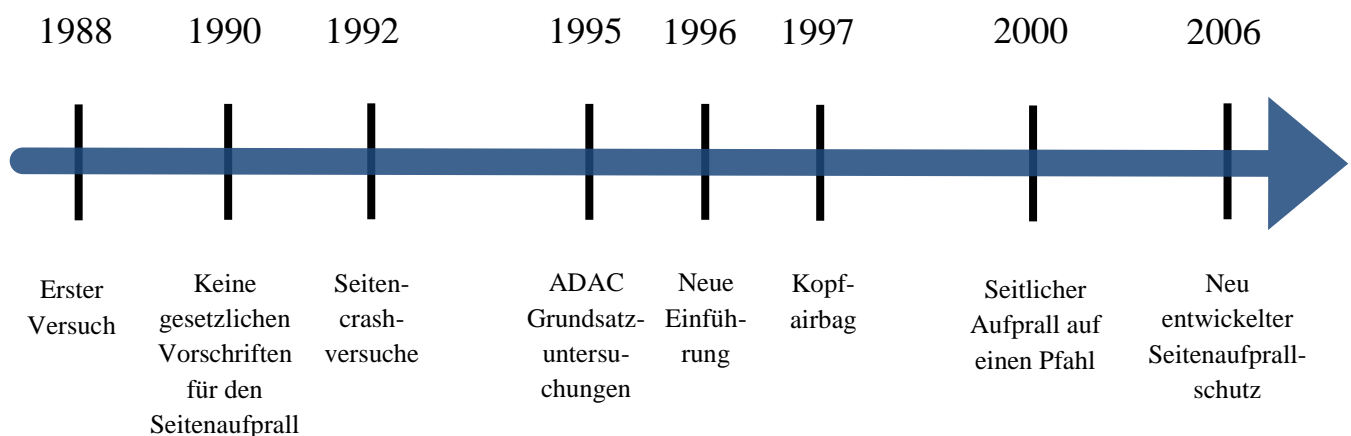 1988
1990
1992
1995
1996
1997
2000
2006
Erster
Versuch
Keine
gesetzlichen
Vorschriften
für den
Seitenaufprall
Seiten-
crash-
versuche
ADAC
Grundsatz-
untersu-
chungen
Neue
Einfüh-
rung
Kopf-
airbag
Seitlicher
Aufprall auf
einen Pfahl
Neu
entwickelter
Seitenaufprall-
schutz